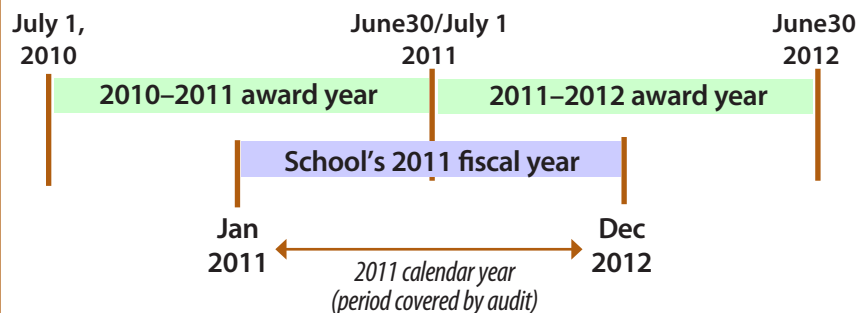 July 1,
2010
June30/July 1
2011
June30
2012
2010–2011 award year
2011–2012 award year
School's 2011 fiscal year
Jan
2011
Dec
2012
2011 calendar year
(period covered by audit)